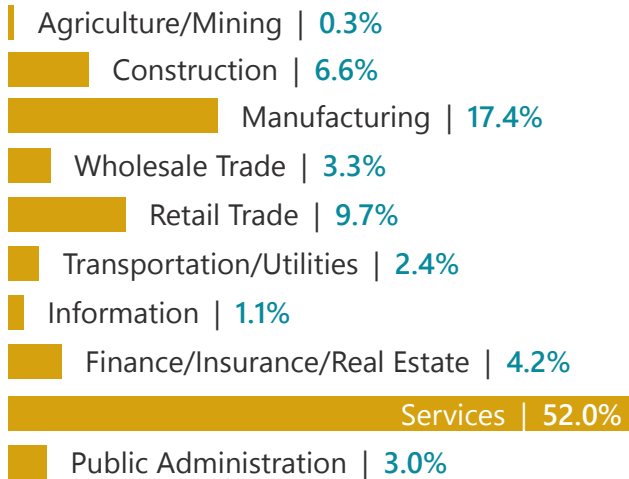 Agriculture/Mining | 0.3%
Construction | 6.6%
Manufacturing | 17.4%
Wholesale Trade | 3.3%
Retail Trade | 9.7%
Transportation/Utilities | 2.4%
Information | 1.1%
Finance/Insurance/Real Estate | 4.2%
Services | 52.0%
Public Administration | 3.0%